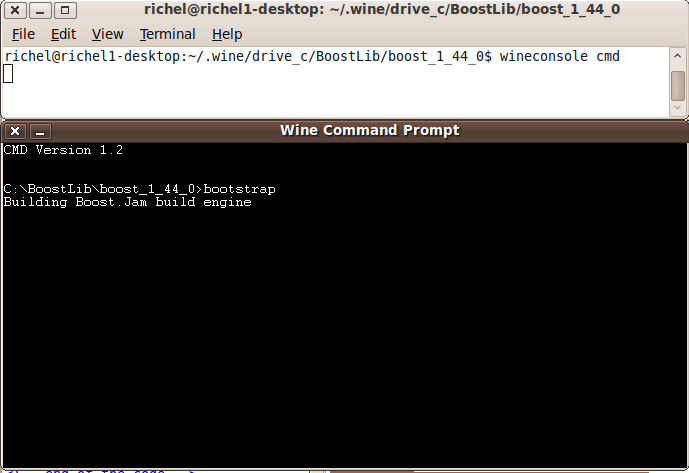 richel@richel1-desktop: ~/.wine/drive_c/BoostLib/boost_1_44_0
File Edit View Terminal Help
richel@richel1-desktop:~/.wine/drive_c/BoostLib/boost_1_44_0$ wineconsole cmd
Wine Command Prompt
CMD Version 1.2
C:\BoostLib\boost_1_44_0>bootstrap
Building Boost.Jam build engine